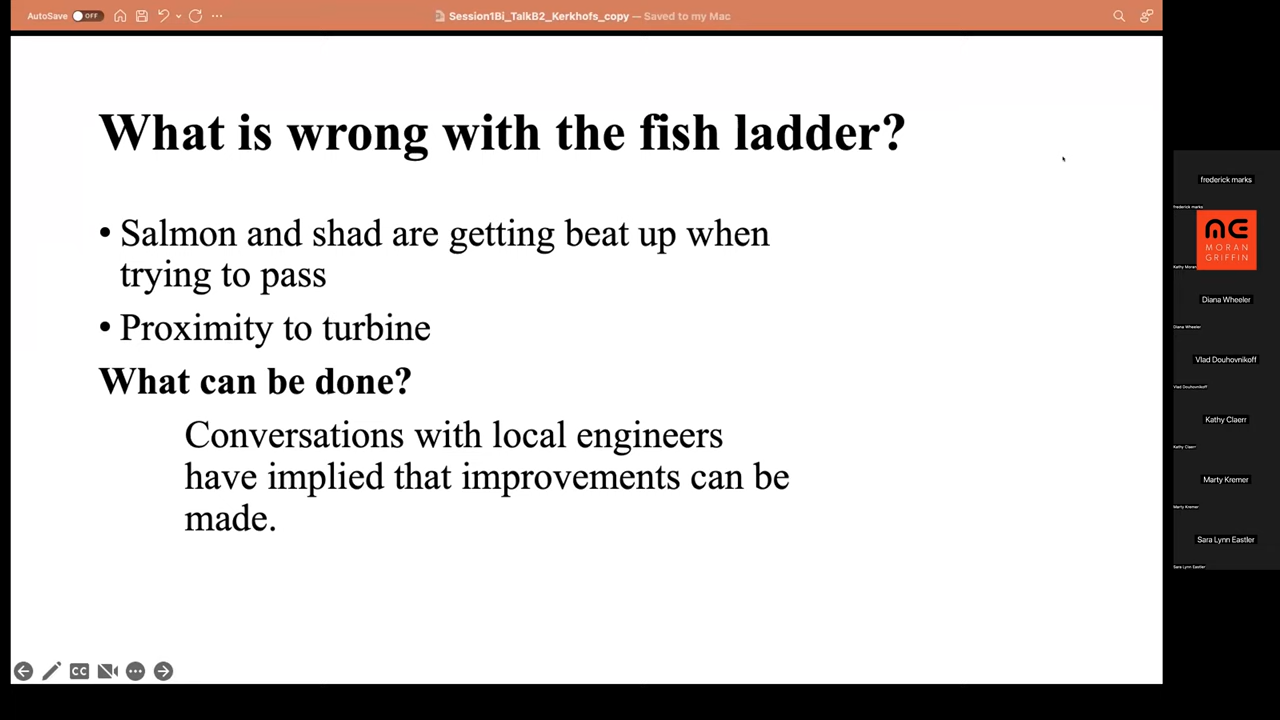 AutoSave OFF
Session1Bi_TalkB2_Kerkhofs_copy — Saved to my Mac
What is wrong with the fish ladder?
• Salmon and shad are getting beat up when
trying to pass
• Proximity to turbine
What can be done?
Conversations with local engineers
have implied that improvements can be
made.
CC
frederick marks
frederick marks
MORAN
GRIFFIN
Kathy Moran
Diana Wheeler
Diana Wheeler
Vlad Douhovnikoff
Vlad Douhovnikoff
Kathy Claerr
Kathy Claerr
Marty Kremer
Marty Kremer
Sara Lynn Eastler
Sara Lynn Eastler